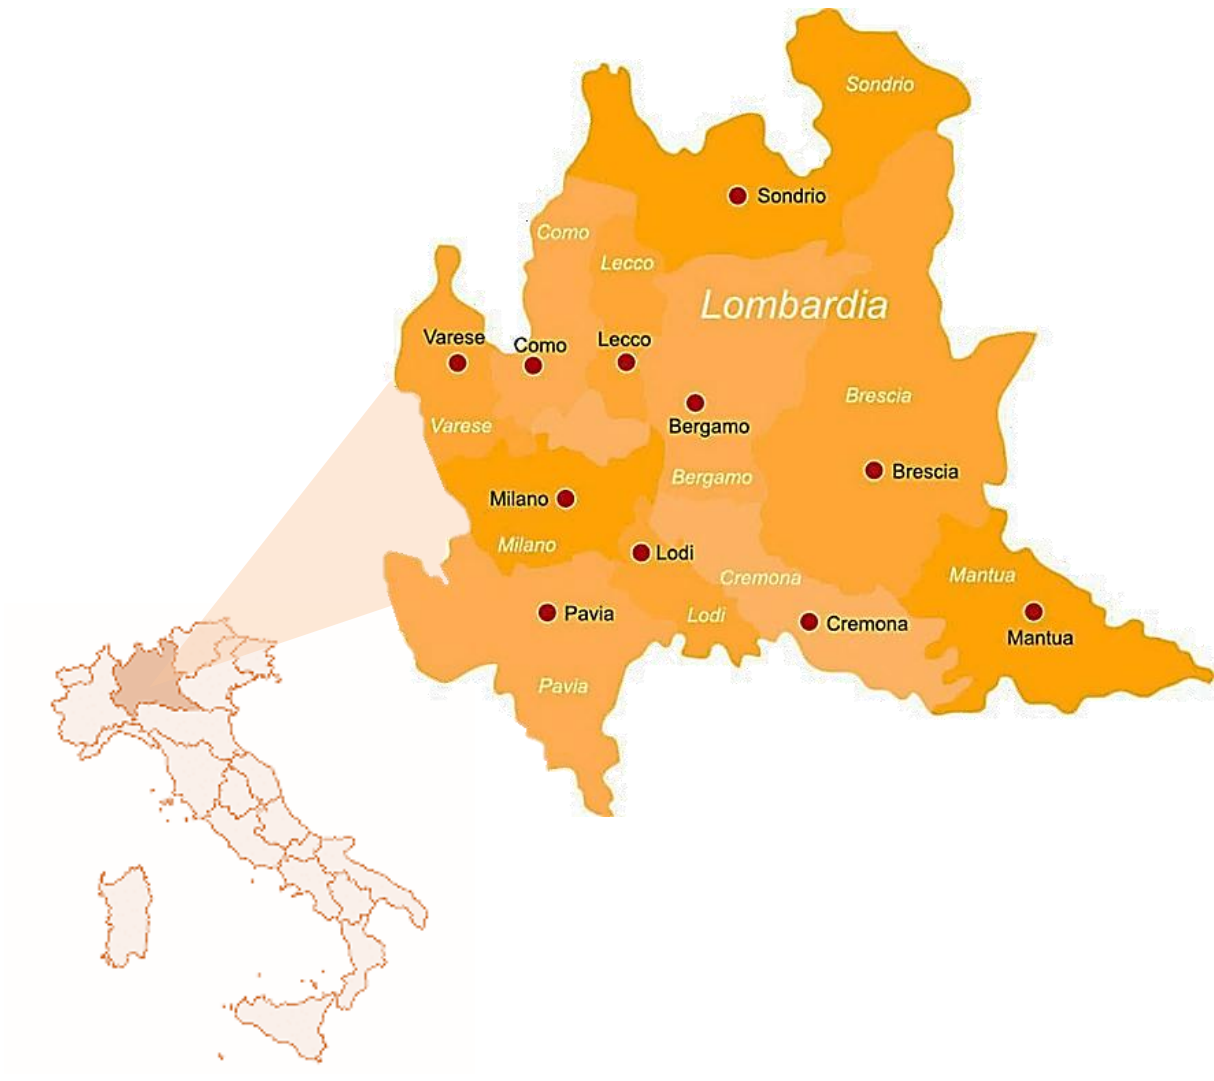 Sondrio
Sondrio
Como
Lecco
Lombardia
Varese
Como
Lecco
Brescia
Bergamo
Varese
Brescia
Bergamo
Milano
Milano
Lodi
Cremona
Mantua
Pavia
Lodi
Cremona
Mantua
Pavia